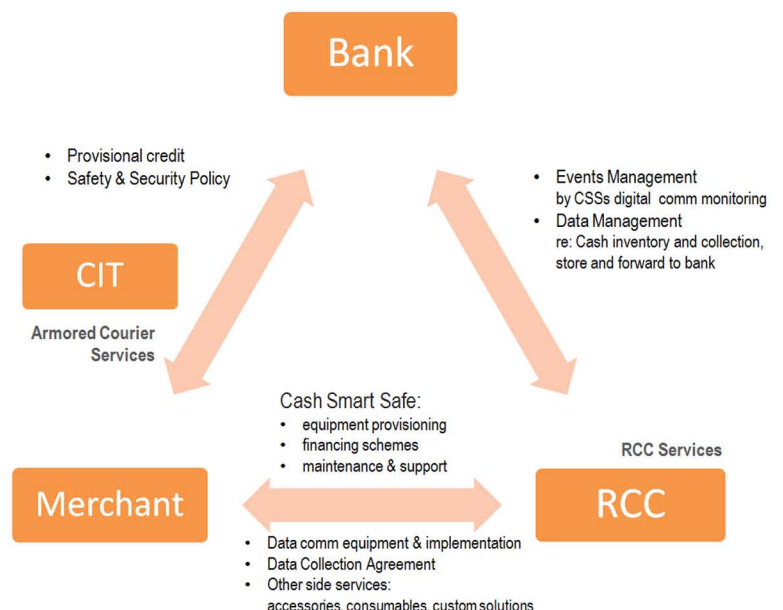 Bank
• Provisional credit
• Safety & Security Policy
• Events Management
by CSSs digital comm monitoring
• Data Management
re: Cash inventory and collection,
store and forward to bank
CIT
Armored Courier
Services
Cash Smart Safe:
• equipment provisioning
• financing schemes
• maintenance & support
RCC Services
Merchant
RCC
• Data comm equipment & implementation
• Data Collection Agreement
• Other side services:
accessories, consumables, custom solutions